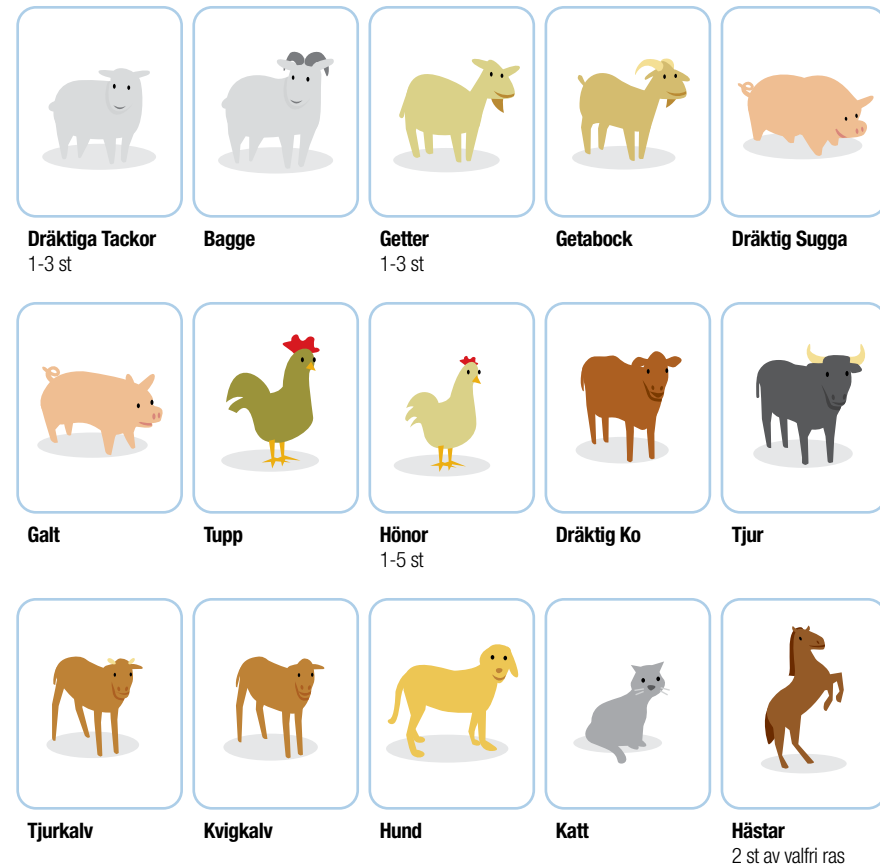 Dräktiga Tackor
1-3 st
Bagge
Getter
1-3 st
Getabock
Dräktig Sugga
Galt
Tupp
Hönor
1-5 st
Dräktig Ko
Tjur
Tjurkalv
Kvigkalv
Hund
Katt
Hästar
2 st av valfri ras